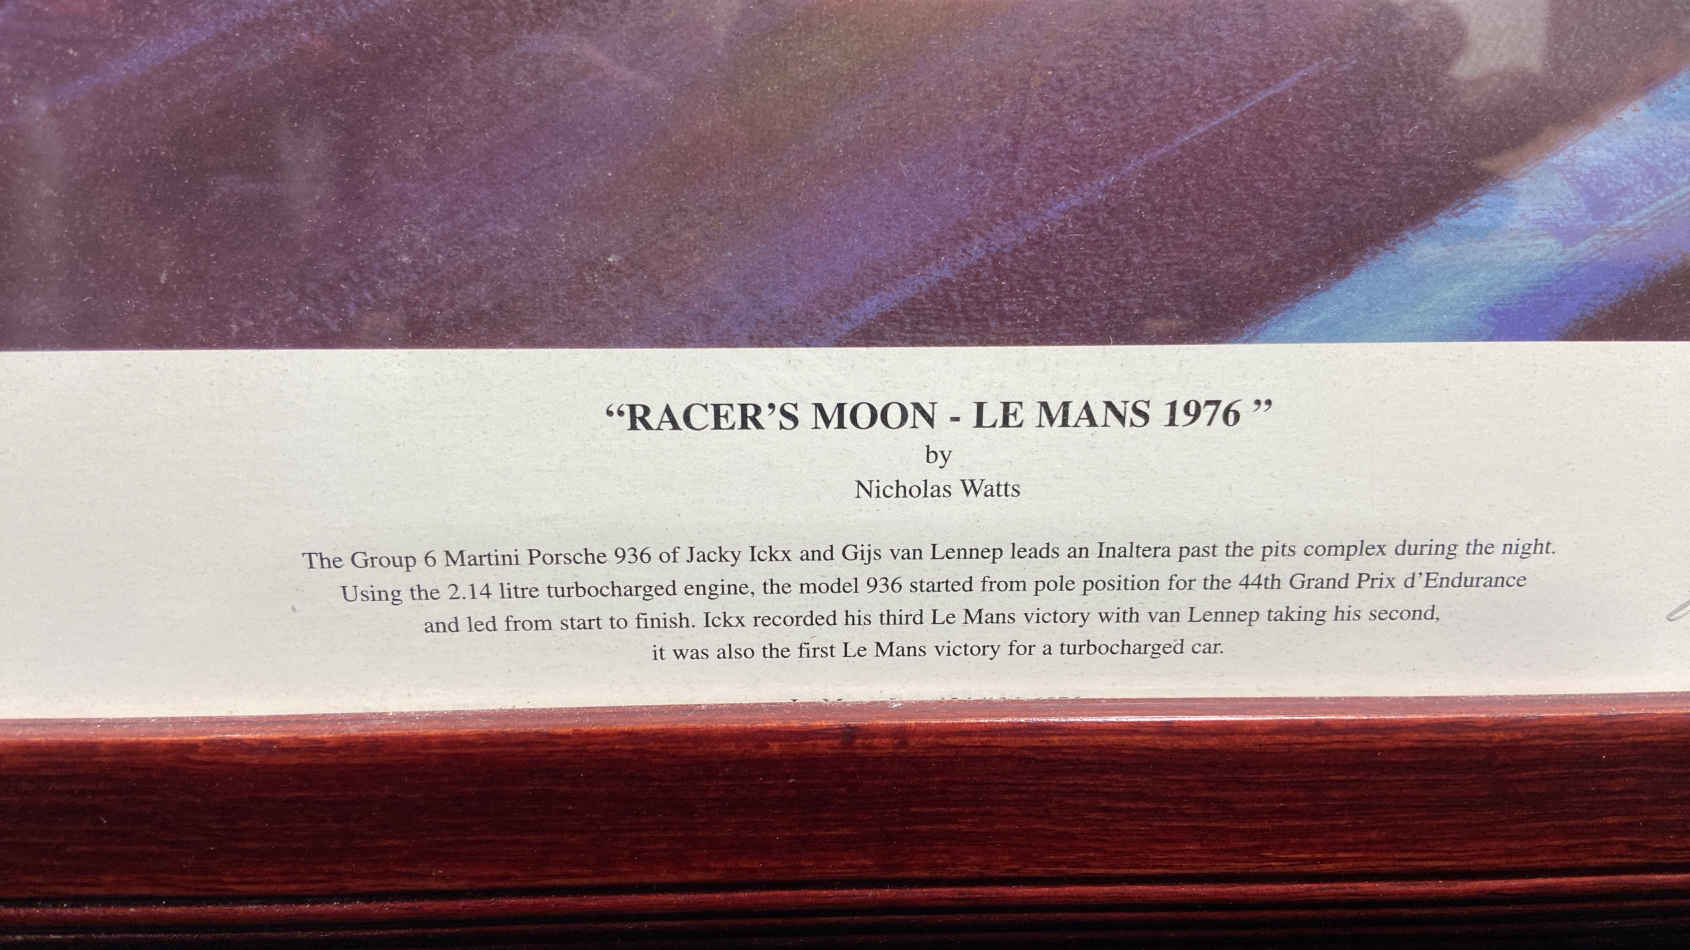 “RACER’S MOON - LE MANS 1976 ”
by
Nicholas Watts
The Group 6 Martini Porsche 936 of Jacky Ickx and Gijs van Lennep leads an Inaltera past the pits complex during the night.
Using the 2.14 litre turbocharged engine, the model 936 started from pole position for the 44th Grand Prix d’Endurance
and led from start to finish. Ickx recorded his third Le Mans victory with van Lennep taking his second,
it was also the first Le Mans victory for a turbocharged car.